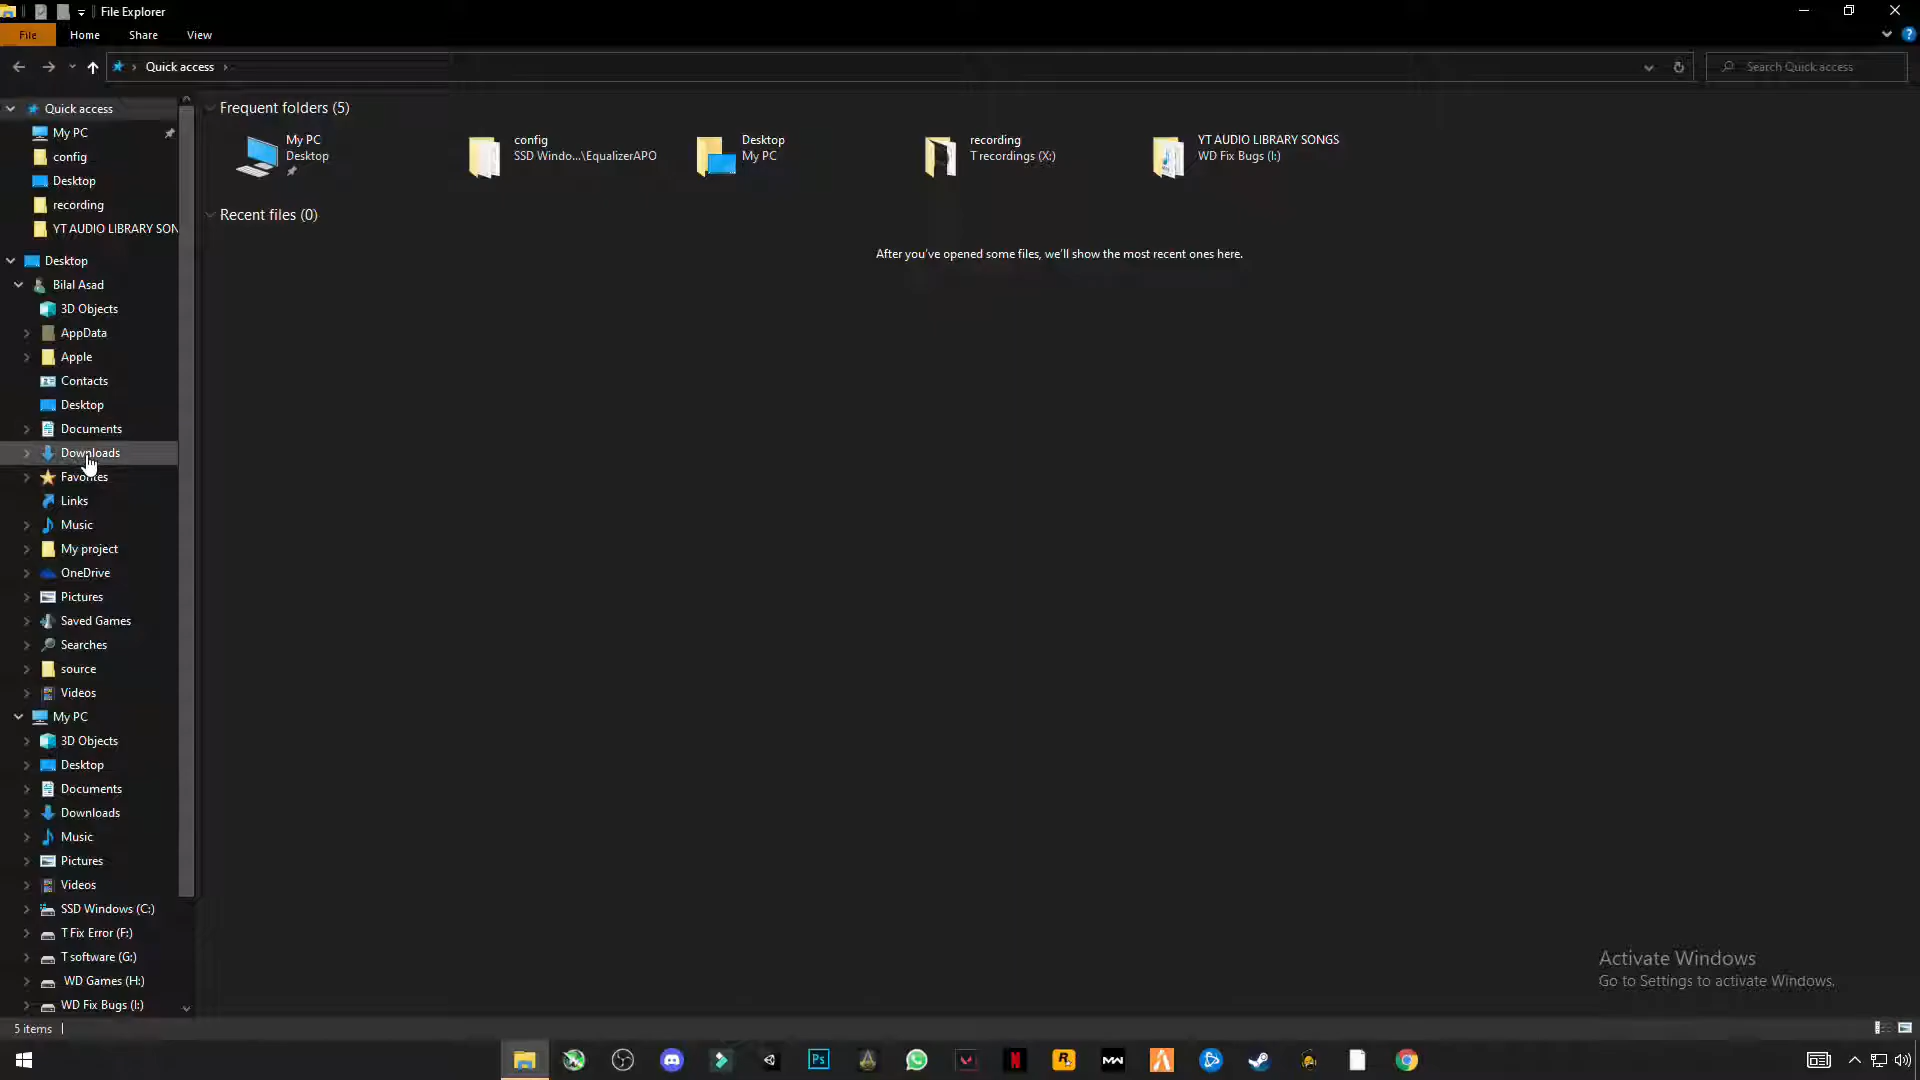 File Explorer
File
Home
Share
View
?
Quick access
Search Quick access
Quick access
My PC
config
Desktop
recording
YT AUDIO LIBRARY SON
Desktop
Bilal Asad
3D Objects
AppData
Apple
Contacts
Desktop
Documents
Downloads
Favorites
Links
Music
My project
OneDrive
Pictures
Saved Games
Searches
source
Videos
My PC
3D Objects
Desktop
Documents
Downloads
Music
Pictures
Videos
SSD Windows (C:)
T Fix Error (F:)
T software (G:)
WD Games (H:)
WD Fix Bugs (I:)
Frequent folders (5)
My PC
Desktop
config
SSD Windo...\EqualizerAPO
Desktop
My PC
recording
T recordings (X:)
YT AUDIO LIBRARY SONGS
WD Fix Bugs (I:)
Recent files (0)
After you've opened some files, we'll show the most recent ones here.
Activate Windows
Go to Settings to activate Windows.
5 items
Ps
N
R
MW